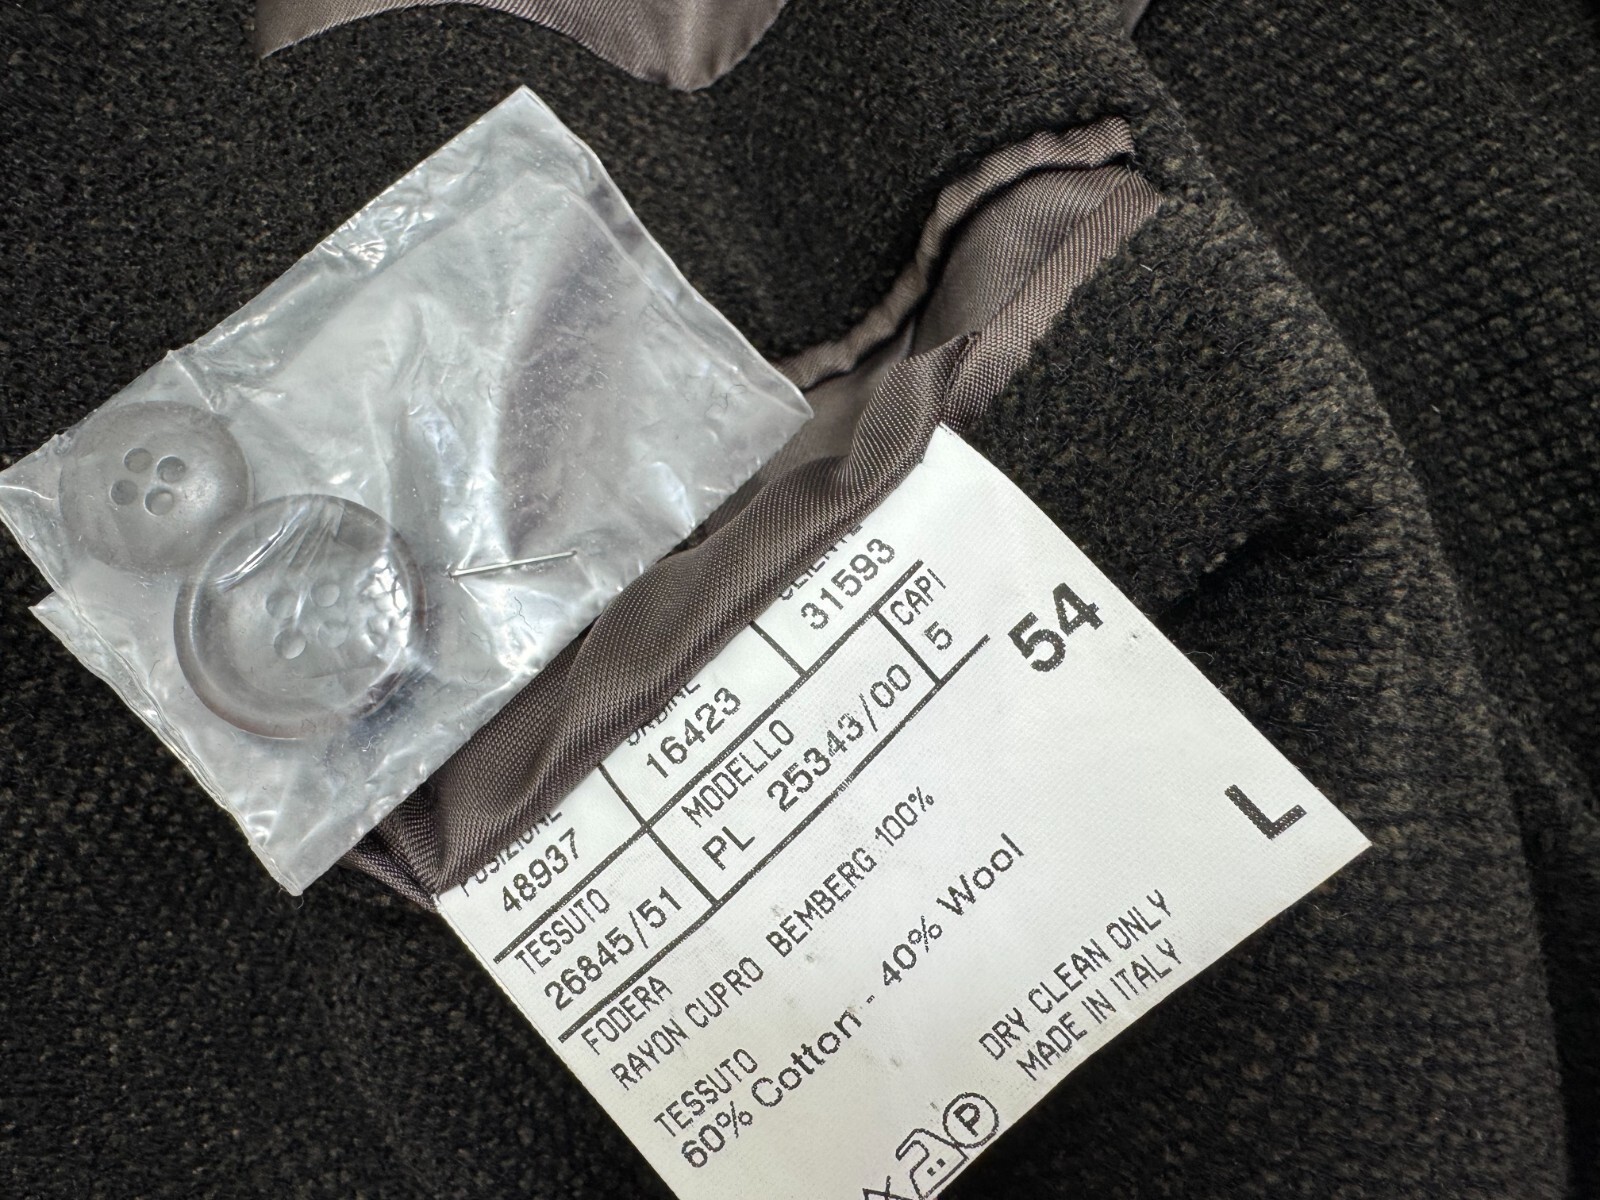 31593
16423
48937
CAPI
5
MODELLO
PL 25343/00
TESSUTO
26845/51
54
FODERA
RAYON CUPRO BEMBERG 100%
L
TESSUTO
60% Cotton - 40% Wool
DRY CLEAN ONLY
MADE IN ITALY
P